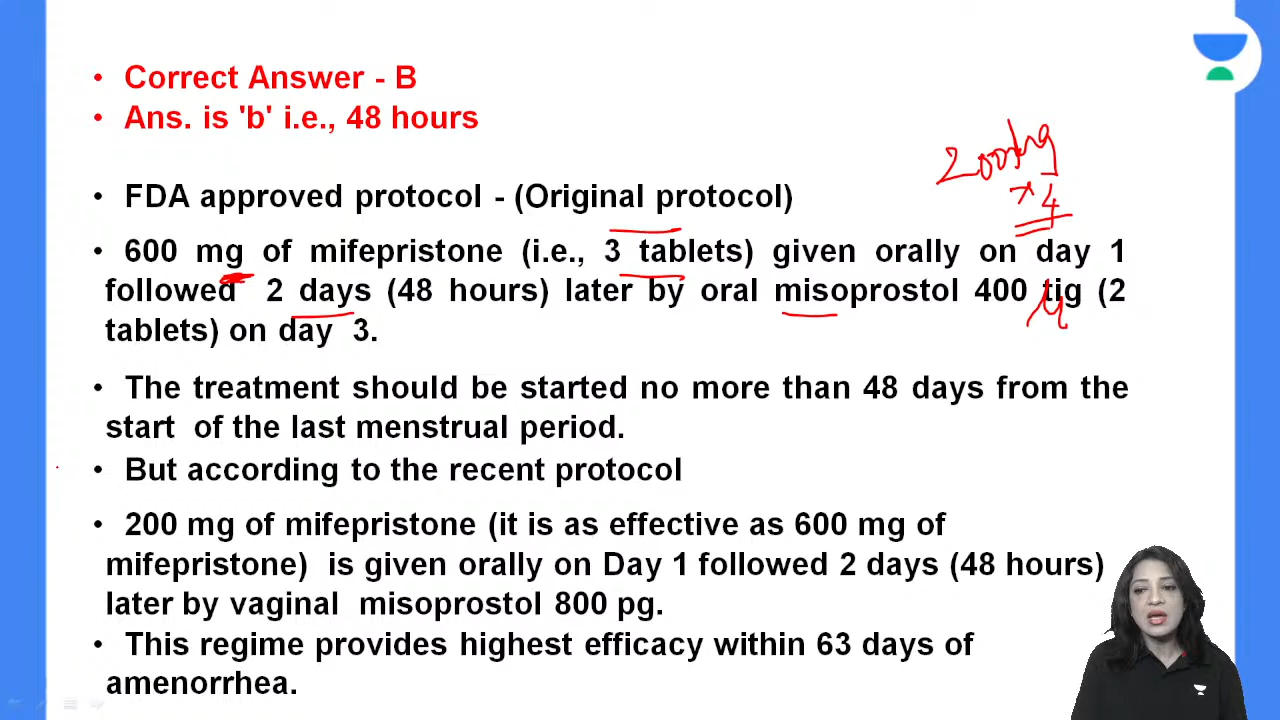 • Correct Answer - B
• Ans. is 'b' i.e., 48 hours
200
× 4
• FDA approved protocol - (Original protocol)
• 600 mg of mifepristone (i.e., 3 tablets) given orally on day 1
followed 2 days (48 hours) later by oral misoprostol 400 tig (2
μ
tablets) on day 3.
• The treatment should be started no more than 48 days from the
start of the last menstrual period.
• But according to the recent protocol
• 200 mg of mifepristone (it is as effective as 600 mg of
mifepristone) is given orally on Day 1 followed 2 days (48 hours)
later by vaginal misoprostol 800 pg.
• This regime provides highest efficacy within 63 days of
amenorrhea.